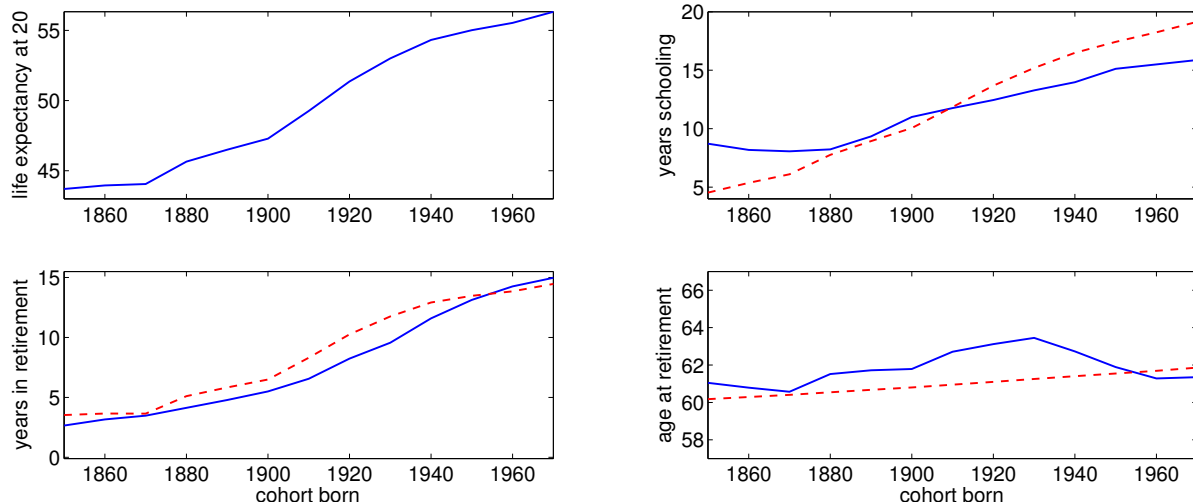 life expectancy at 20
55
50
45
1860 1880 1900 1920 1940 1960
years schooling
20
15
10
5
1860 1880 1900 1920 1940 1960
years in retirement
15
10
5
0
1860 1880 1900 1920 1940 1960
cohort born
age at retirement
66
64
62
60
58
1860 1880 1900 1920 1940 1960
cohort born